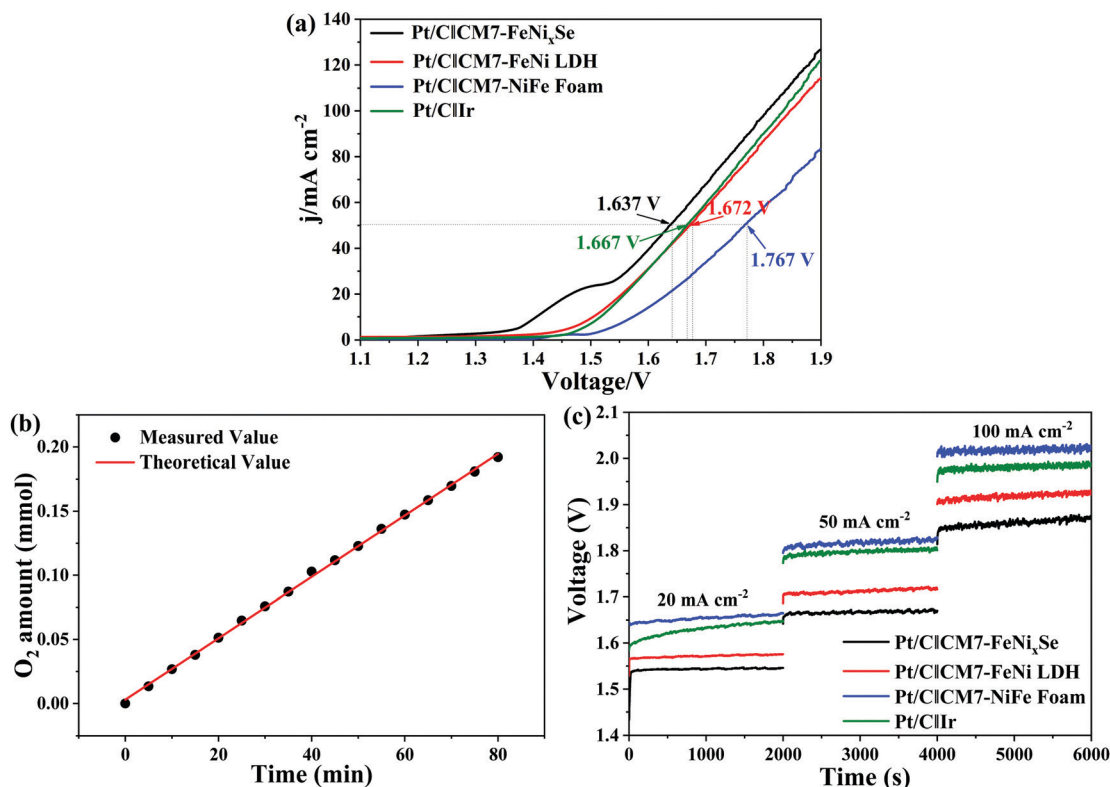 (a)
Pt/C||CM7-FeNiₓSe
Pt/C||CM7-FeNi LDH
Pt/C||CM7-NiFe Foam
Pt/C||Ir
j/mA cm⁻²
140
120
100
80
60
40
20
0
1.637 V
1.672 V
1.667 V
1.767 V
1.1 1.2 1.3 1.4 1.5 1.6 1.7 1.8 1.9
Voltage/V
(b)
Measured Value
Theoretical Value
O₂ amount (mmol)
0.20
0.15
0.10
0.05
0.00
0 20 40 60 80
Time (min)
(c)
Voltage (V)
2.1
2.0
1.9
1.8
1.7
1.6
1.5
1.4
100 mA cm⁻²
50 mA cm⁻²
20 mA cm⁻²
Pt/C||CM7-FeNiₓSe
Pt/C||CM7-FeNi LDH
Pt/C||CM7-NiFe Foam
Pt/C||Ir
0 1000 2000 3000 4000 5000 6000
Time (s)